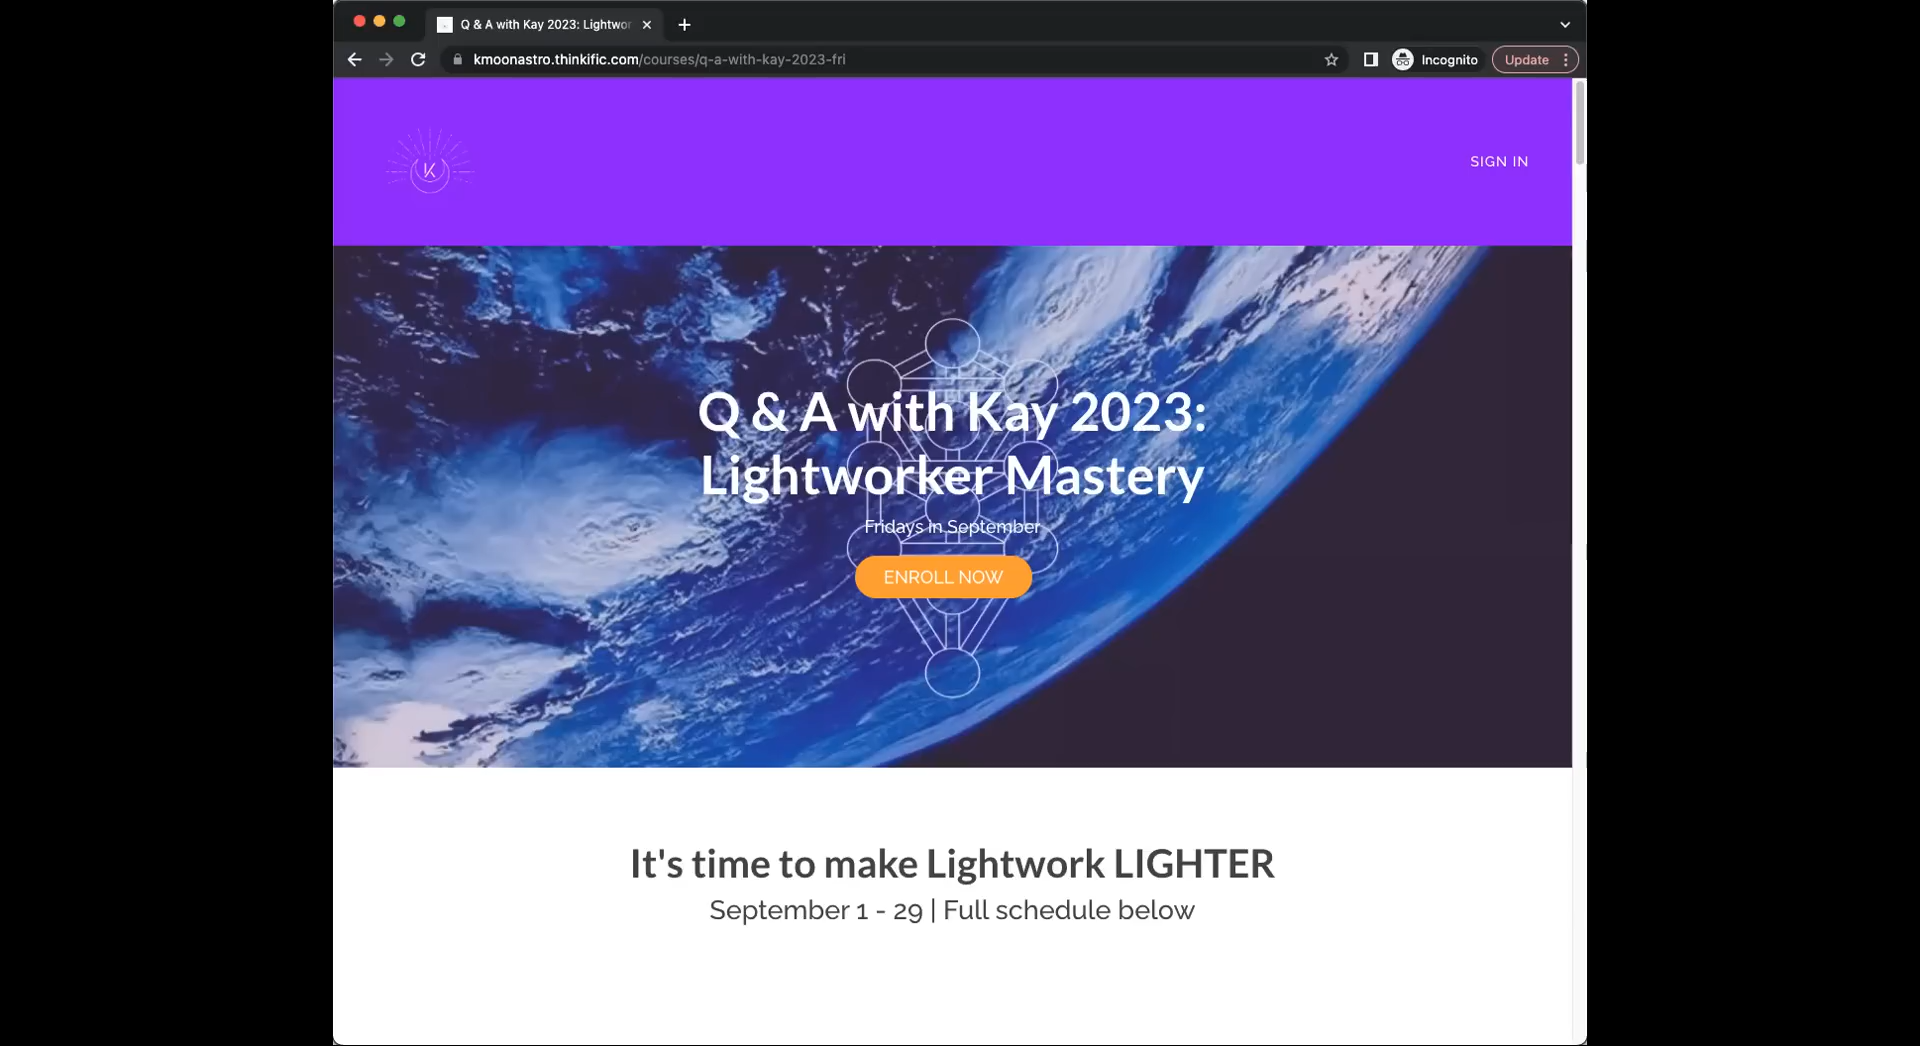 Q & A with Kay 2023: Lightwor
kmoonastro.thinkific.com/courses/q-a-with-kay-2023-fri
Incognito
Update
K
SIGN IN
Q & A with Kay 2023:
Lightworker Mastery
Fridays in September
ENROLL NOW
It's time to make Lightwork LIGHTER
September 1 - 29 | Full schedule below